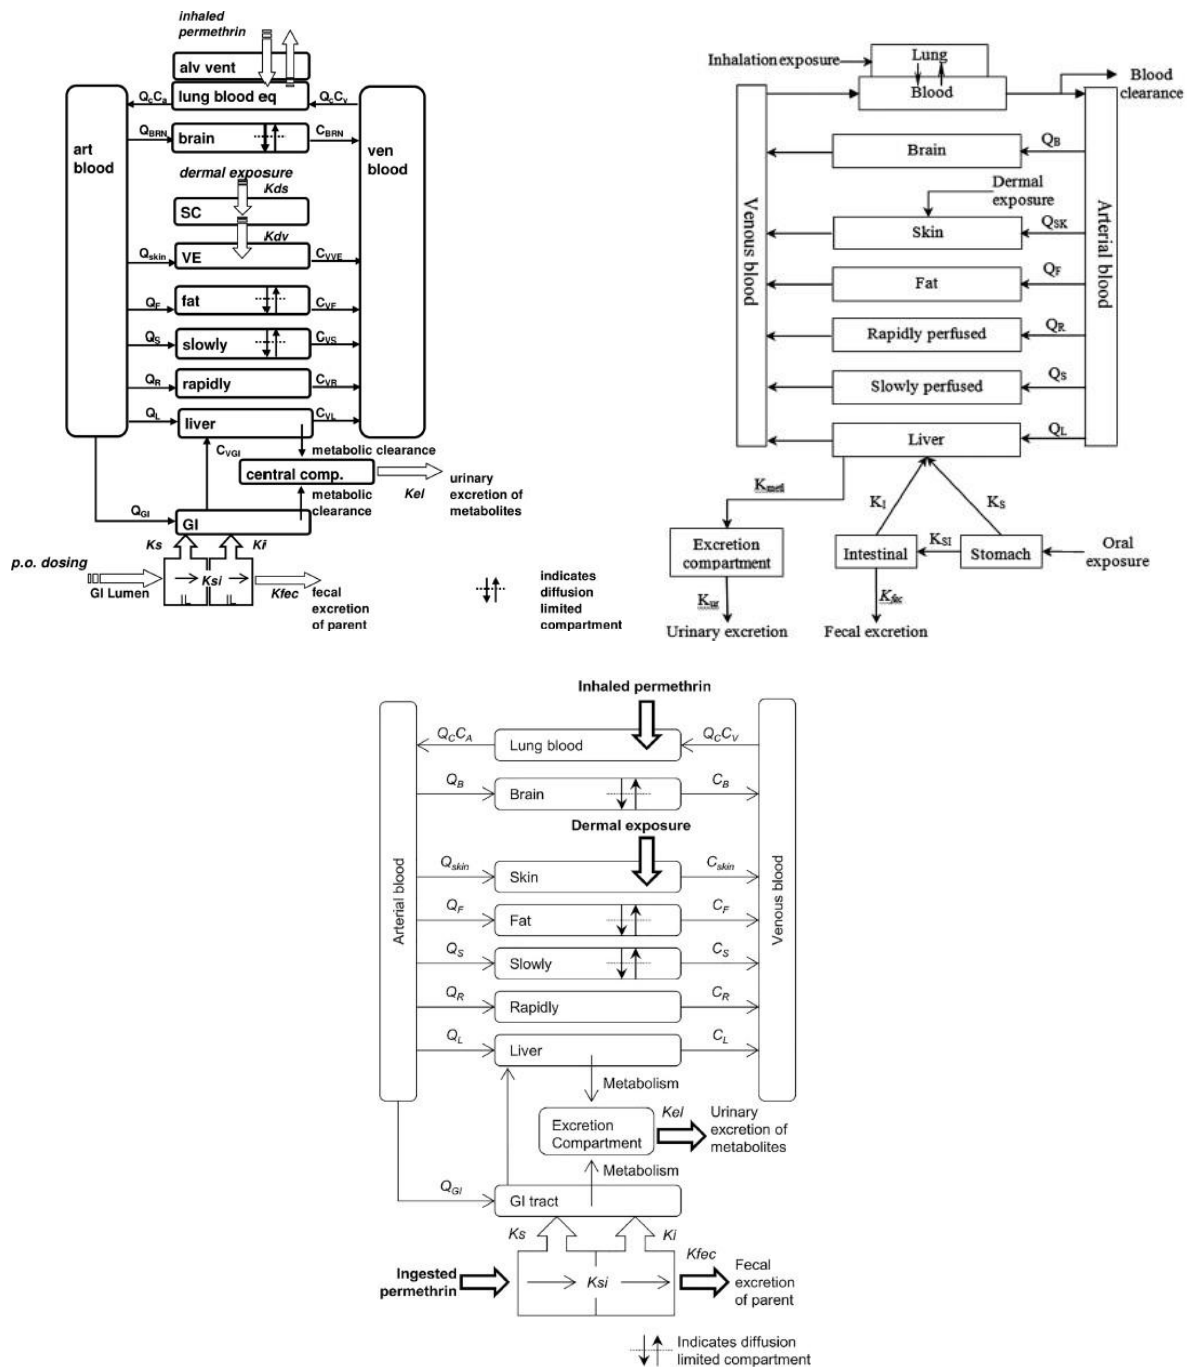 inhaled
permethrin
alv vent
lung blood eq
QcCa
QcCv
art
blood
ven
blood
QBRN
brain
CBRN
dermal exposure
Kds
SC
Kdv
Qskin
VE
CVVE
QF
fat
CVF
QS
slowly
CVS
QR
rapidly
CVR
QL
liver
CVL
CVGI
metabolic clearance
central comp.
Kel
urinary
excretion of
metabolites
metabolic
clearance
QGI
GI
Ks
Ki
p.o. dosing
GI Lumen
Ksi
Kfec
fecal
excretion
of parent
indicates
diffusion
limited
compartment
Inhalation exposure
Lung
Blood
Blood
clearance
Venous blood
Arterial blood
Brain
QB
Dermal
exposure
Skin
QSK
Fat
QF
Rapidly perfused
QR
Slowly perfused
QS
Liver
QL
Kmetl
KI
KS
Excretion
compartment
Intestinal
KSI
Stomach
Oral
exposure
Kur
Kfec
Urinary excretion
Fecal excretion
Inhaled permethrin
Arterial blood
Venous blood
QCCA
Lung blood
QCCV
QB
Brain
CB
Dermal exposure
Qskin
Skin
Cskin
QF
Fat
CF
QS
Slowly
CS
QR
Rapidly
CR
QL
Liver
CL
Metabolism
Excretion
Compartment
Kel
Urinary
excretion of
metabolites
Metabolism
QGI
GI tract
Ks
Ki
Ingested
permethrin
Ksi
Kfec
Fecal
excretion
of parent
Indicates diffusion
limited compartment